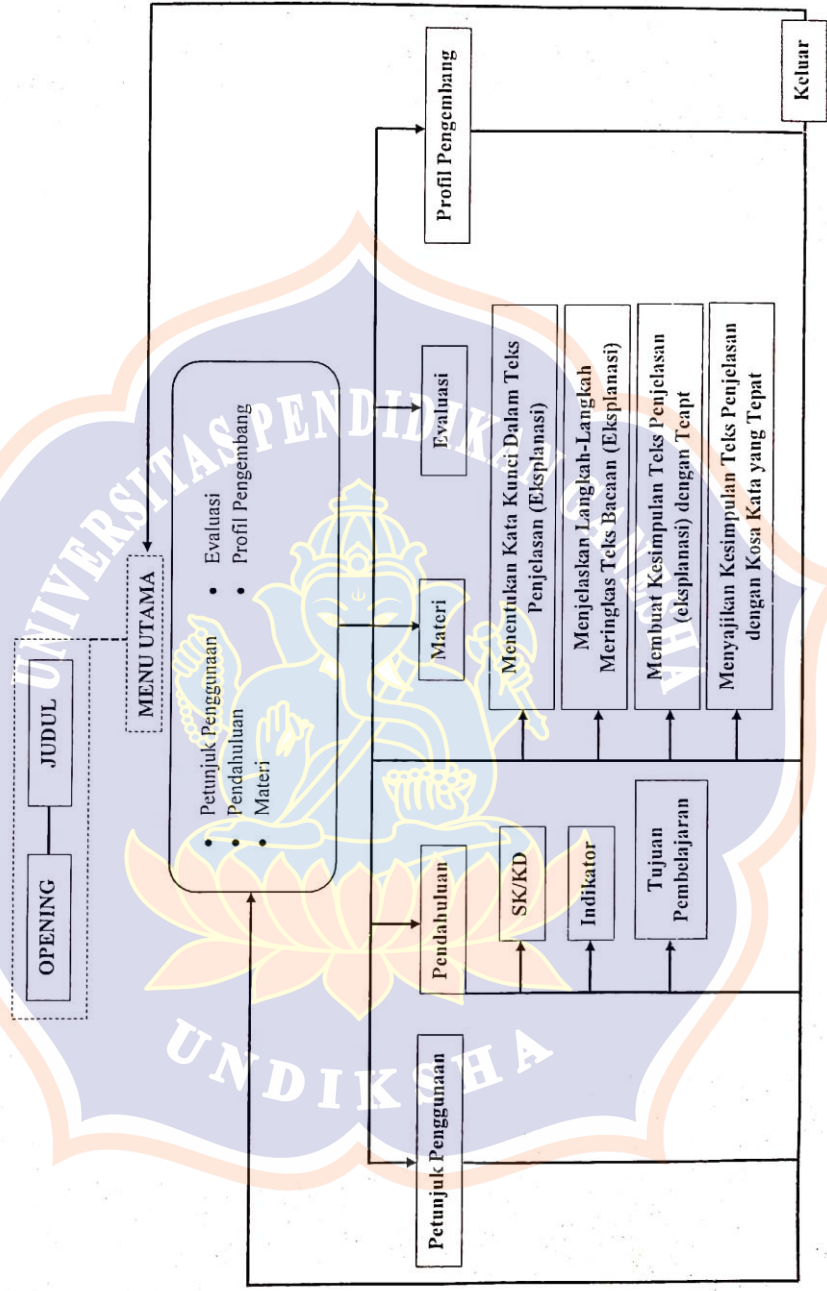 OPENING
JUDUL
MENU UTAMA
• Petunjuk Penggunaan
• Pendahuluan
• Materi
• Evaluasi
• Profil Pengembang
Petunjuk Penggunaan
Pendahuluan
Materi
Evaluasi
Profil Pengembang
SK/KD
Indikator
Tujuan
Pembelajaran
Menentukan Kata Kunci Dalam Teks
Penjelasan (Eksplanasi)
Menjelaskan Langkah-Langkah
Meringkas Teks Bacaan (Eksplanasi)
Membuat Kesimpulan Teks Penjelasan
(eksplanasi) dengan Teapt
Menyajikan Kesimpulan Teks Penjelasan
dengan Kosa Kata yang Tepat
Keluar
UNIVERSITAS PENDIDIKAN GANESHA
UNDIKSHA